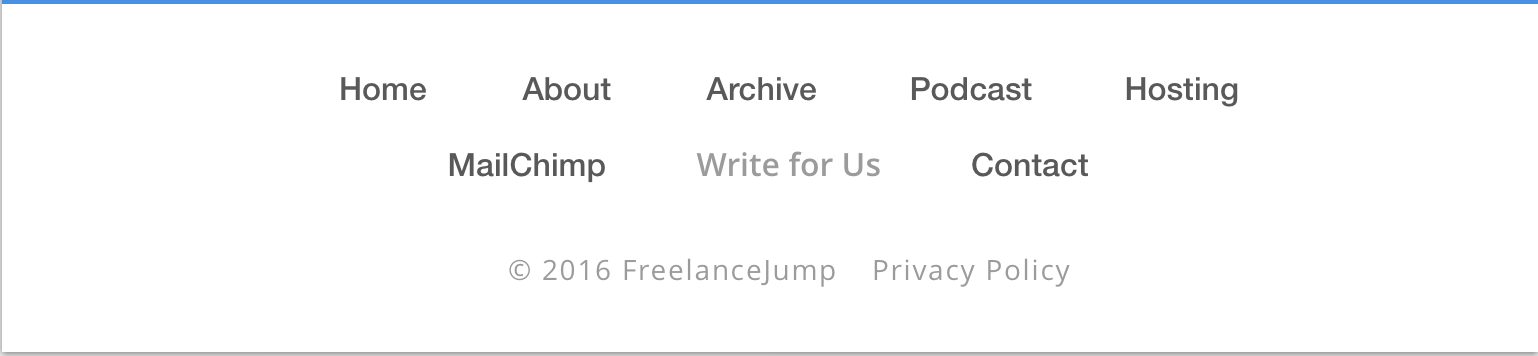 Home About Archive Podcast Hosting
MailChimp Write for Us Contact
© 2016 FreelanceJump Privacy Policy